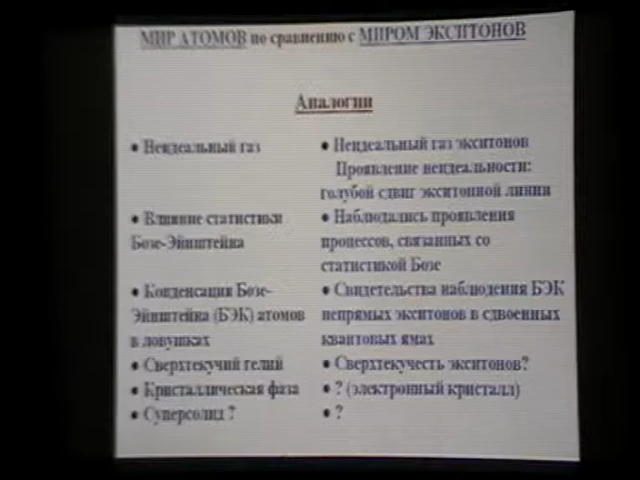 МИР АТОМОВ по сравнению с МИРОМ ЭКСИТОНОВ
Аналогии
● Неидеальный газ
● Неидеальный газ экситонов
Проявление неидеальности:
голубой сдвиг экситонной линии
● Влияние статистики
Бозе-Эйнштейна
● Наблюдались проявления
процессов, связанных со
статистикой Бозе
● Конденсация Бозе-
Эйнштейна (БЭК) атомов
в ловушках
● Свидетельства наблюдения БЭК
непрямых экситонов в сдвоенных
квантовых ямах
● Сверхтекучий гелий
● Сверхтекучесть экситонов?
● Кристаллическая фаза
● ? (электронный кристалл)
● Суперсолид ?
● ?